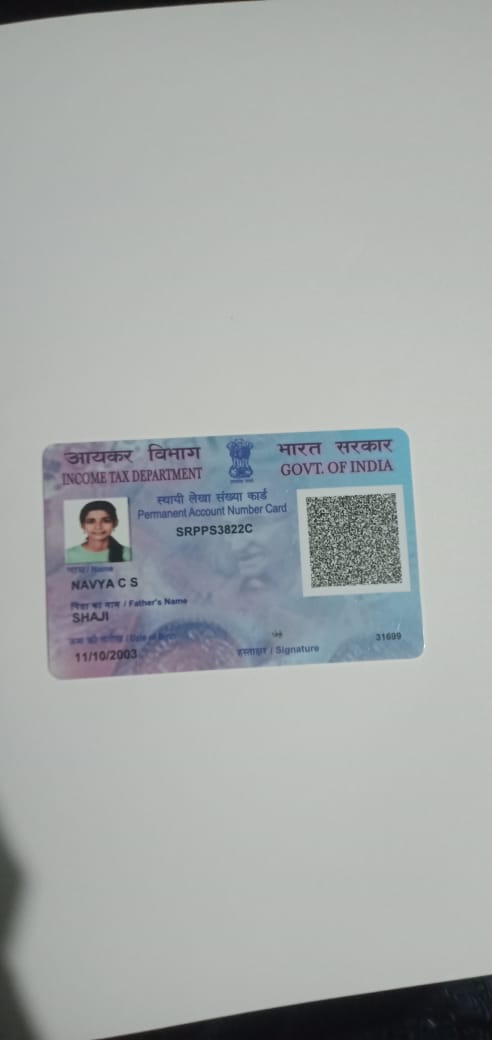 आयकर विभाग
INCOME TAX DEPARTMENT
भारत सरकार
GOVT. OF INDIA
स्थायी लेखा संख्या कार्ड
Permanent Account Number Card
SRPPS3822C
नाम / Name
NAVYA C S
पिता का नाम / Father's Name
SHAJI
जन्म की तारीख / Date of Birth
11/10/2003
हस्ताक्षर / Signature
31699